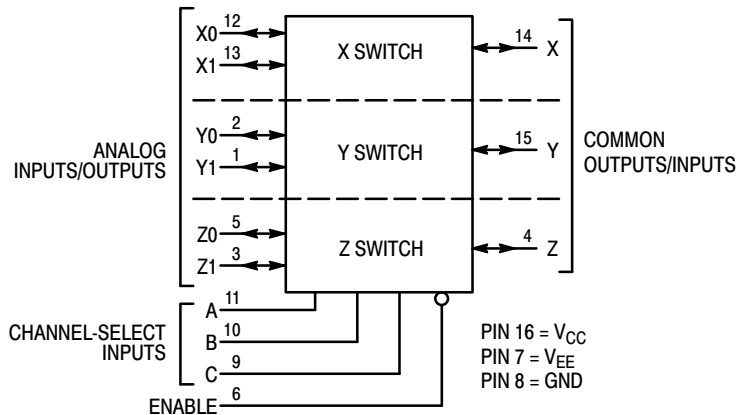 X0 12
X1 13
X SWITCH
14 X
Y0 2
Y1 1
Y SWITCH
15 Y
ANALOG
INPUTS/OUTPUTS
COMMON
OUTPUTS/INPUTS
Z0 5
Z1 3
Z SWITCH
4 Z
A 11
B 10
C 9
CHANNEL-SELECT
INPUTS
ENABLE 6
PIN 16 = VCC
PIN 7 = VEE
PIN 8 = GND